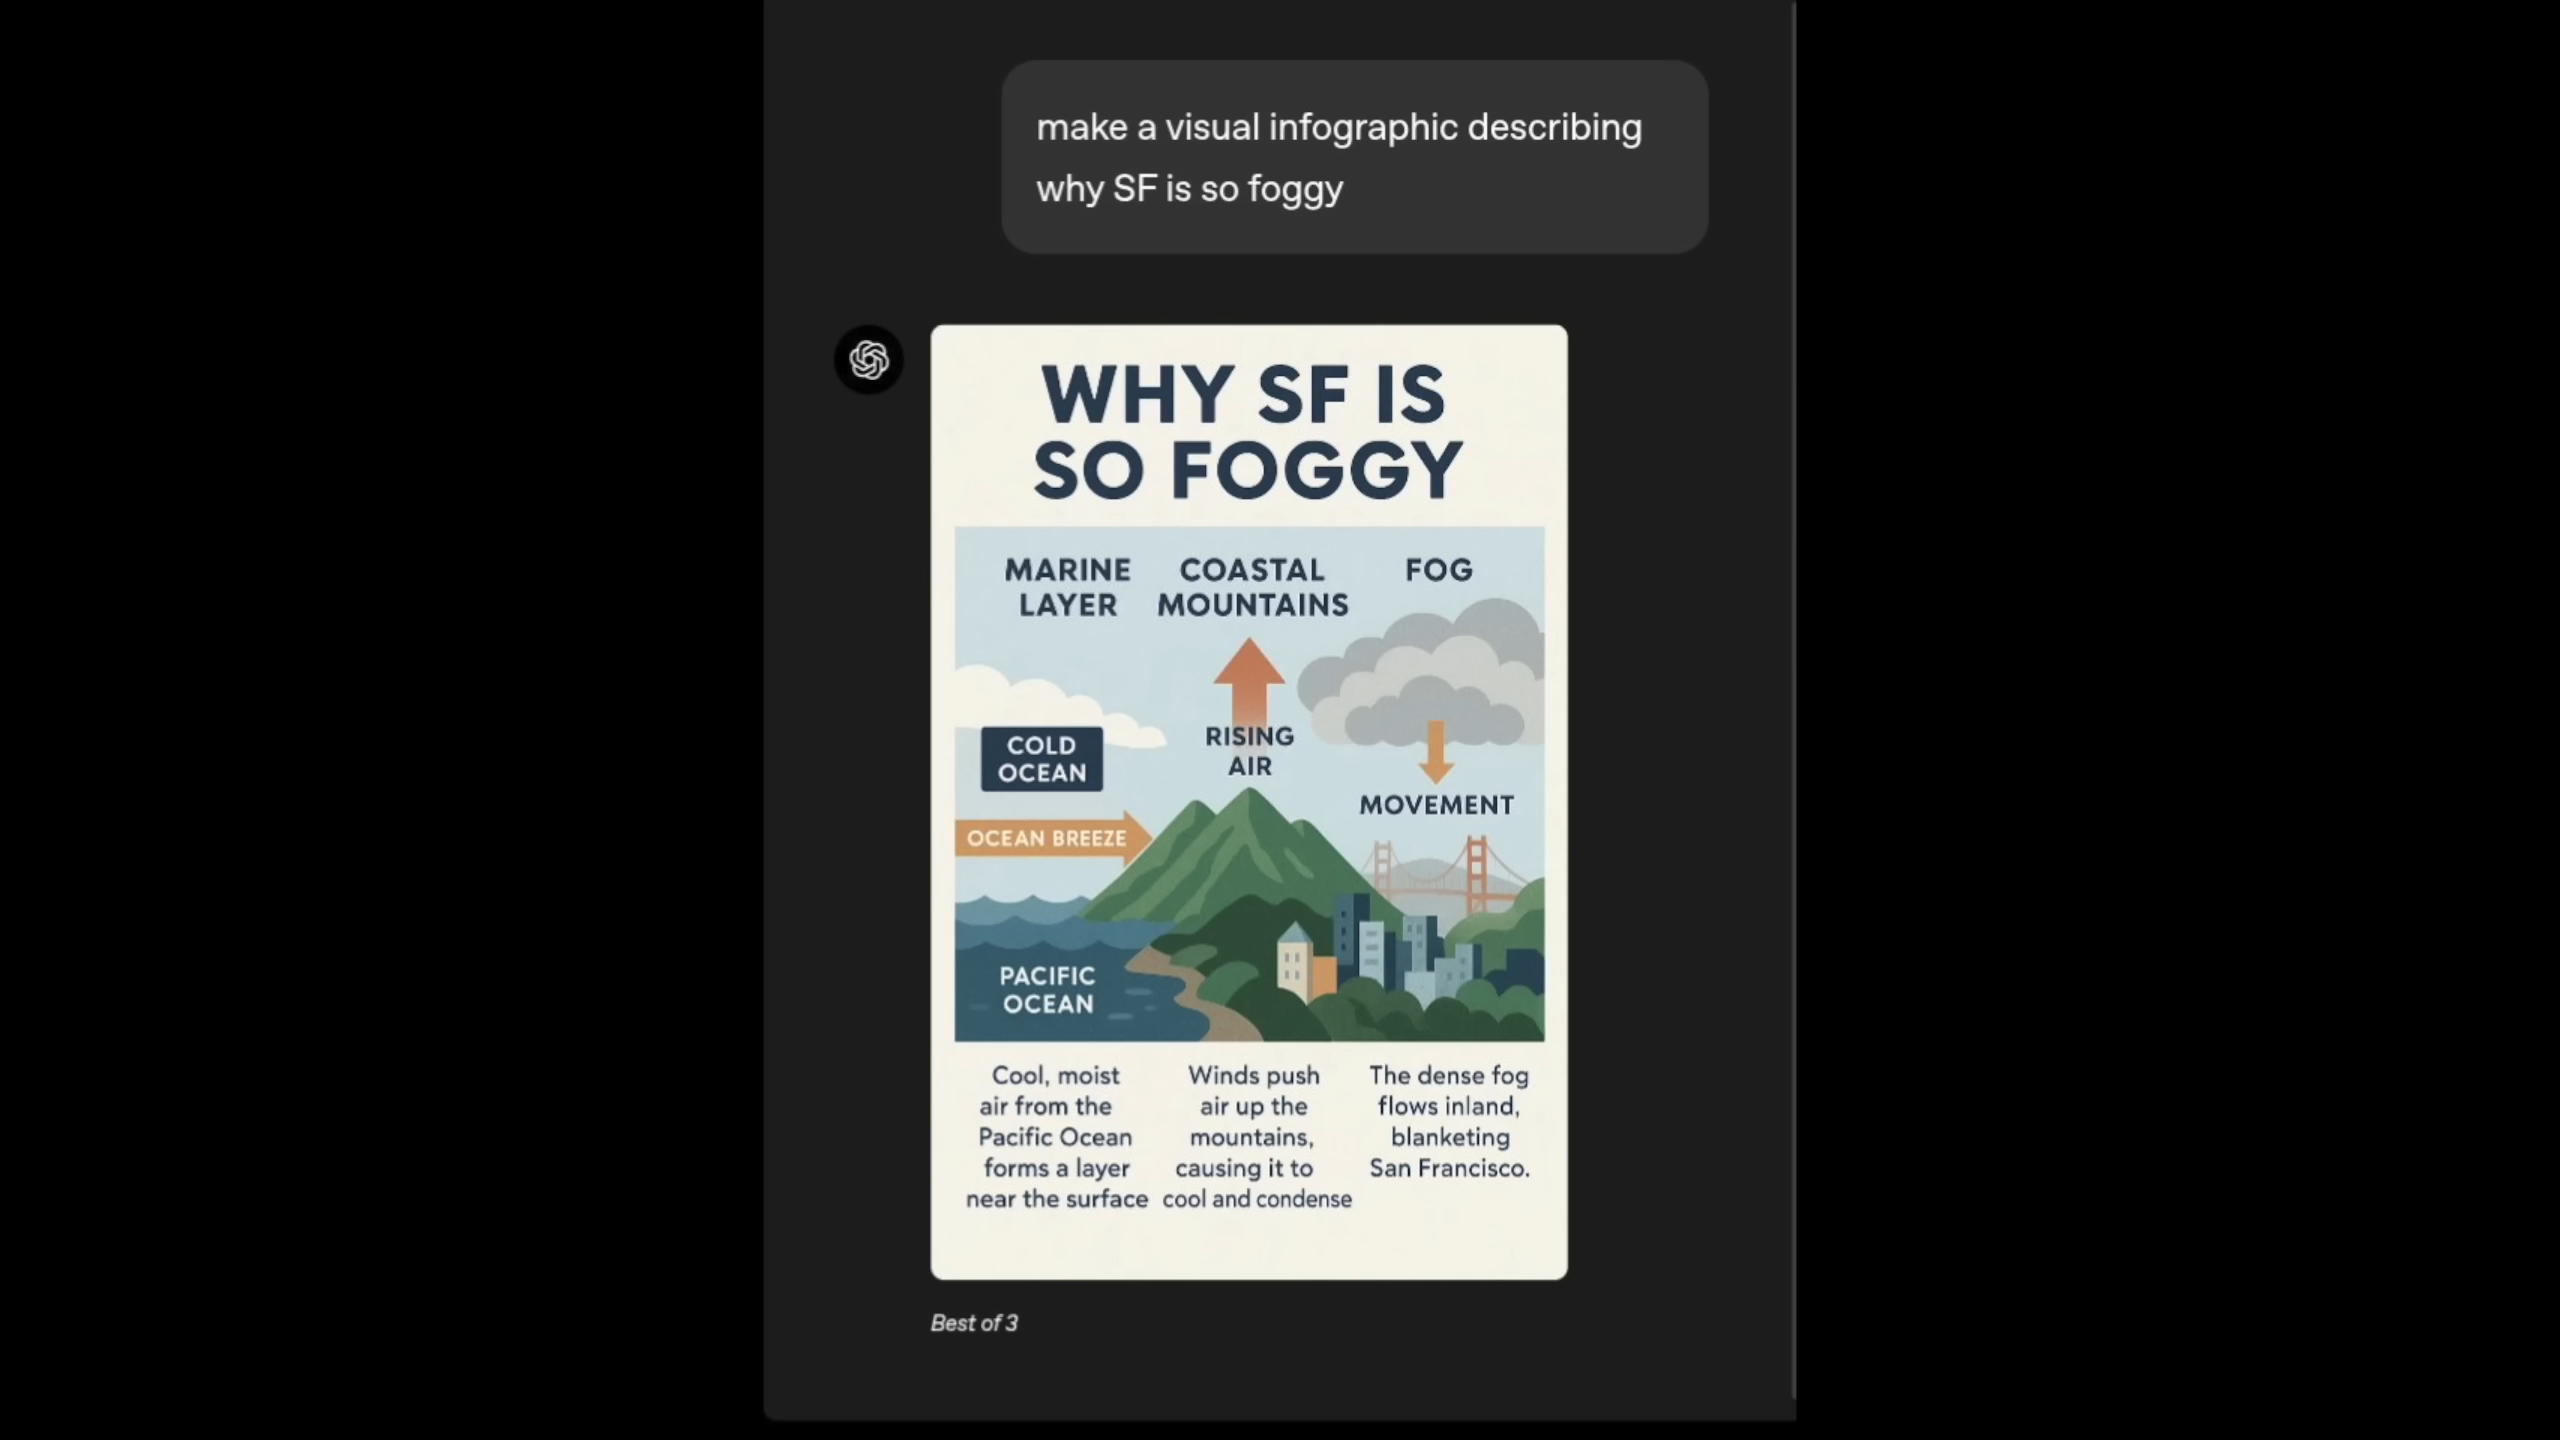 make a visual infographic describing
why SF is so foggy
WHY SF IS
SO FOGGY
MARINE
LAYER
COASTAL
MOUNTAINS
FOG
COLD
OCEAN
RISING
AIR
MOVEMENT
OCEAN BREEZE
PACIFIC
OCEAN
Cool, moist
air from the
Pacific Ocean
forms a layer
near the surface
Winds push
air up the
mountains,
causing it to
cool and condense
The dense fog
flows inland,
blanketing
San Francisco.
Best of 3